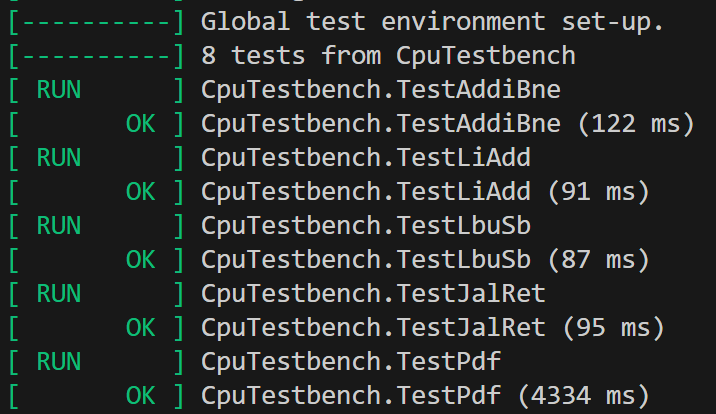 [----------] Global test environment set-up.
[----------] 8 tests from CpuTestbench
[ RUN      ] CpuTestbench.TestAddiBne
[       OK ] CpuTestbench.TestAddiBne (122 ms)
[ RUN      ] CpuTestbench.TestLiAdd
[       OK ] CpuTestbench.TestLiAdd (91 ms)
[ RUN      ] CpuTestbench.TestLbuSb
[       OK ] CpuTestbench.TestLbuSb (87 ms)
[ RUN      ] CpuTestbench.TestJalRet
[       OK ] CpuTestbench.TestJalRet (95 ms)
[ RUN      ] CpuTestbench.TestPdf
[       OK ] CpuTestbench.TestPdf (4334 ms)